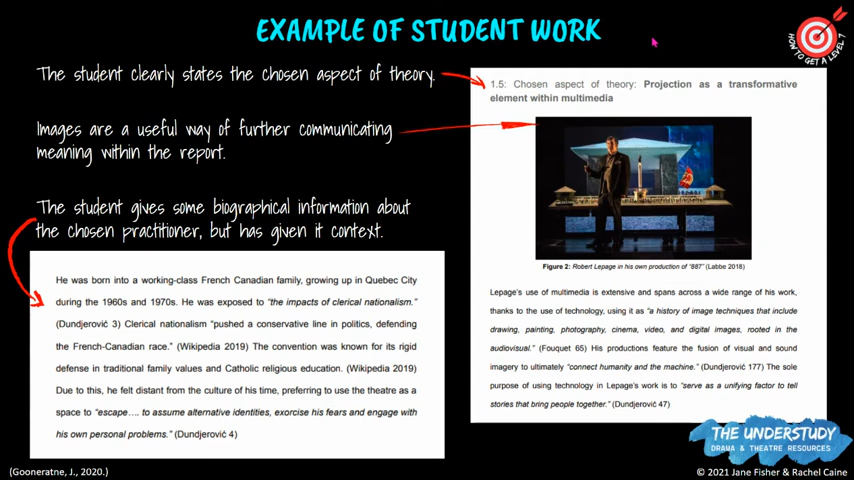 EXAMPLE OF STUDENT WORK
HOW TO GET A LEVEL 7
The student clearly states the chosen aspect of theory.
Images are a useful way of further communicating
meaning within the report.
The student gives some biographical information about
the chosen practitioner, but has given it context.
He was born into a working-class French Canadian family, growing up in Quebec City
during the 1960s and 1970s. He was exposed to “the impacts of clerical nationalism.”
(Dundjerović 3) Clerical nationalism “pushed a conservative line in politics, defending
the French-Canadian race.” (Wikipedia 2019) The convention was known for its rigid
defense in traditional family values and Catholic religious education. (Wikipedia 2019)
Due to this, he felt distant from the culture of his time, preferring to use the theatre as a
space to “escape…. to assume alternative identities, exorcise his fears and engage with
his own personal problems.” (Dundjerović 4)
1.5: Chosen aspect of theory: Projection as a transformative
element within multimedia
Figure 2: Robert Lepage in his own production of “887” (Labbe 2018)
Lepage's use of multimedia is extensive and spans across a wide range of his work,
thanks to the use of technology, using it as “a history of image techniques that include
drawing, painting, photography, cinema, video, and digital images, rooted in the
audiovisual.” (Fouquet 65) His productions feature the fusion of visual and sound
imagery to ultimately “connect humanity and the machine.” (Dundjerović 177) The sole
purpose of using technology in Lepage's work is to “serve as a unifying factor to tell
stories that bring people together.” (Dundjerović 47)
THE UNDERSTUDY
DRAMA & THEATRE RESOURCES
(Gooneratne, J., 2020.)
© 2021 Jane Fisher & Rachel Caine